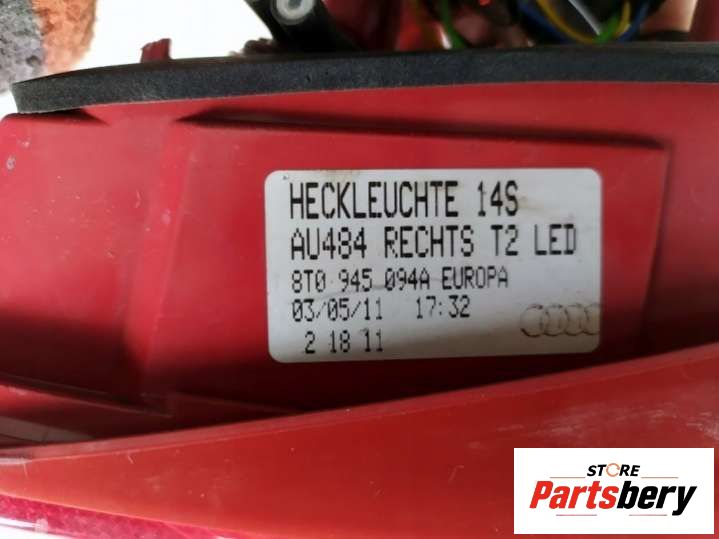 HECKLEUCHTE 14S
AU484 RECHTS T2 LED
8T0 945 094A EUROPA
03/05/11 17:32
2 18 11
STORE
Partsbery